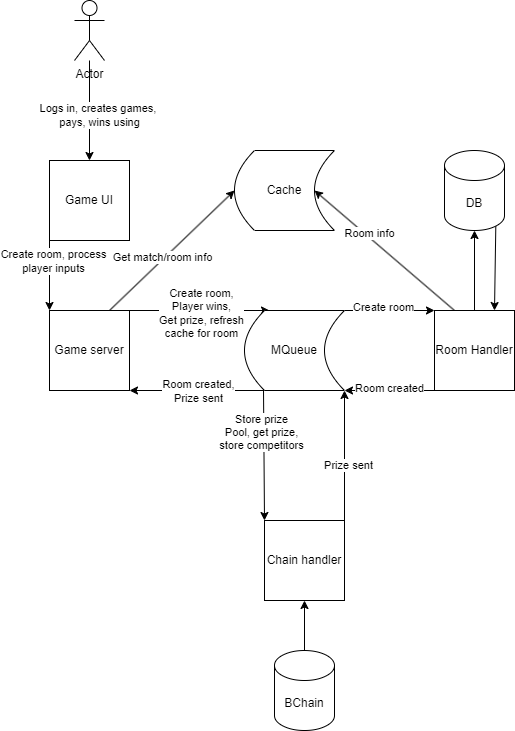 Actor
Logs in, creates games,
pays, wins using
Game UI
Cache
DB
Create room, process
player inputs
Get match/room info
Room info
Create room,
Player wins,
Get prize, refresh
cache for room
Create room
Game server
MQueue
Room Handler
Room created,
Prize sent
Room created
Store prize
Pool, get prize,
store competitors
Prize sent
Chain handler
BChain